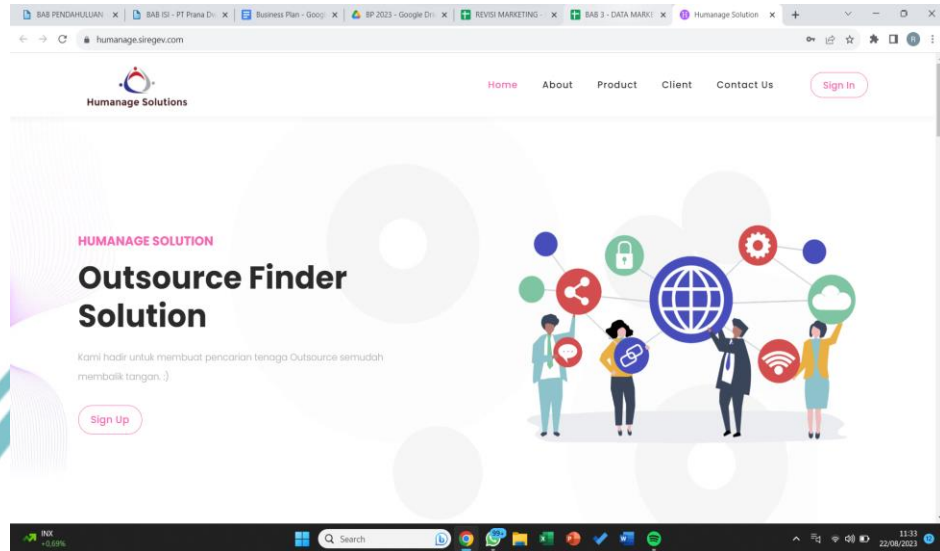 BAB PENDAHULUAN
BAB ISI - PT Prana Dw
Business Plan - Goog
BP 2023 - Google Dri
REVISI MARKETING -
BAB 3 - DATA MARKE
Humanage Solution
humanage.siregev.com
Humanage Solutions
Home About Product Client Contact Us Sign In
HUMANAGE SOLUTION
Outsource Finder
Solution
Kami hadir untuk membuat pencarian tenaga Outsource semudah
membalik tangan. :)
Sign Up
INX
+0,69%
Search
99+
11:33
22/08/2023